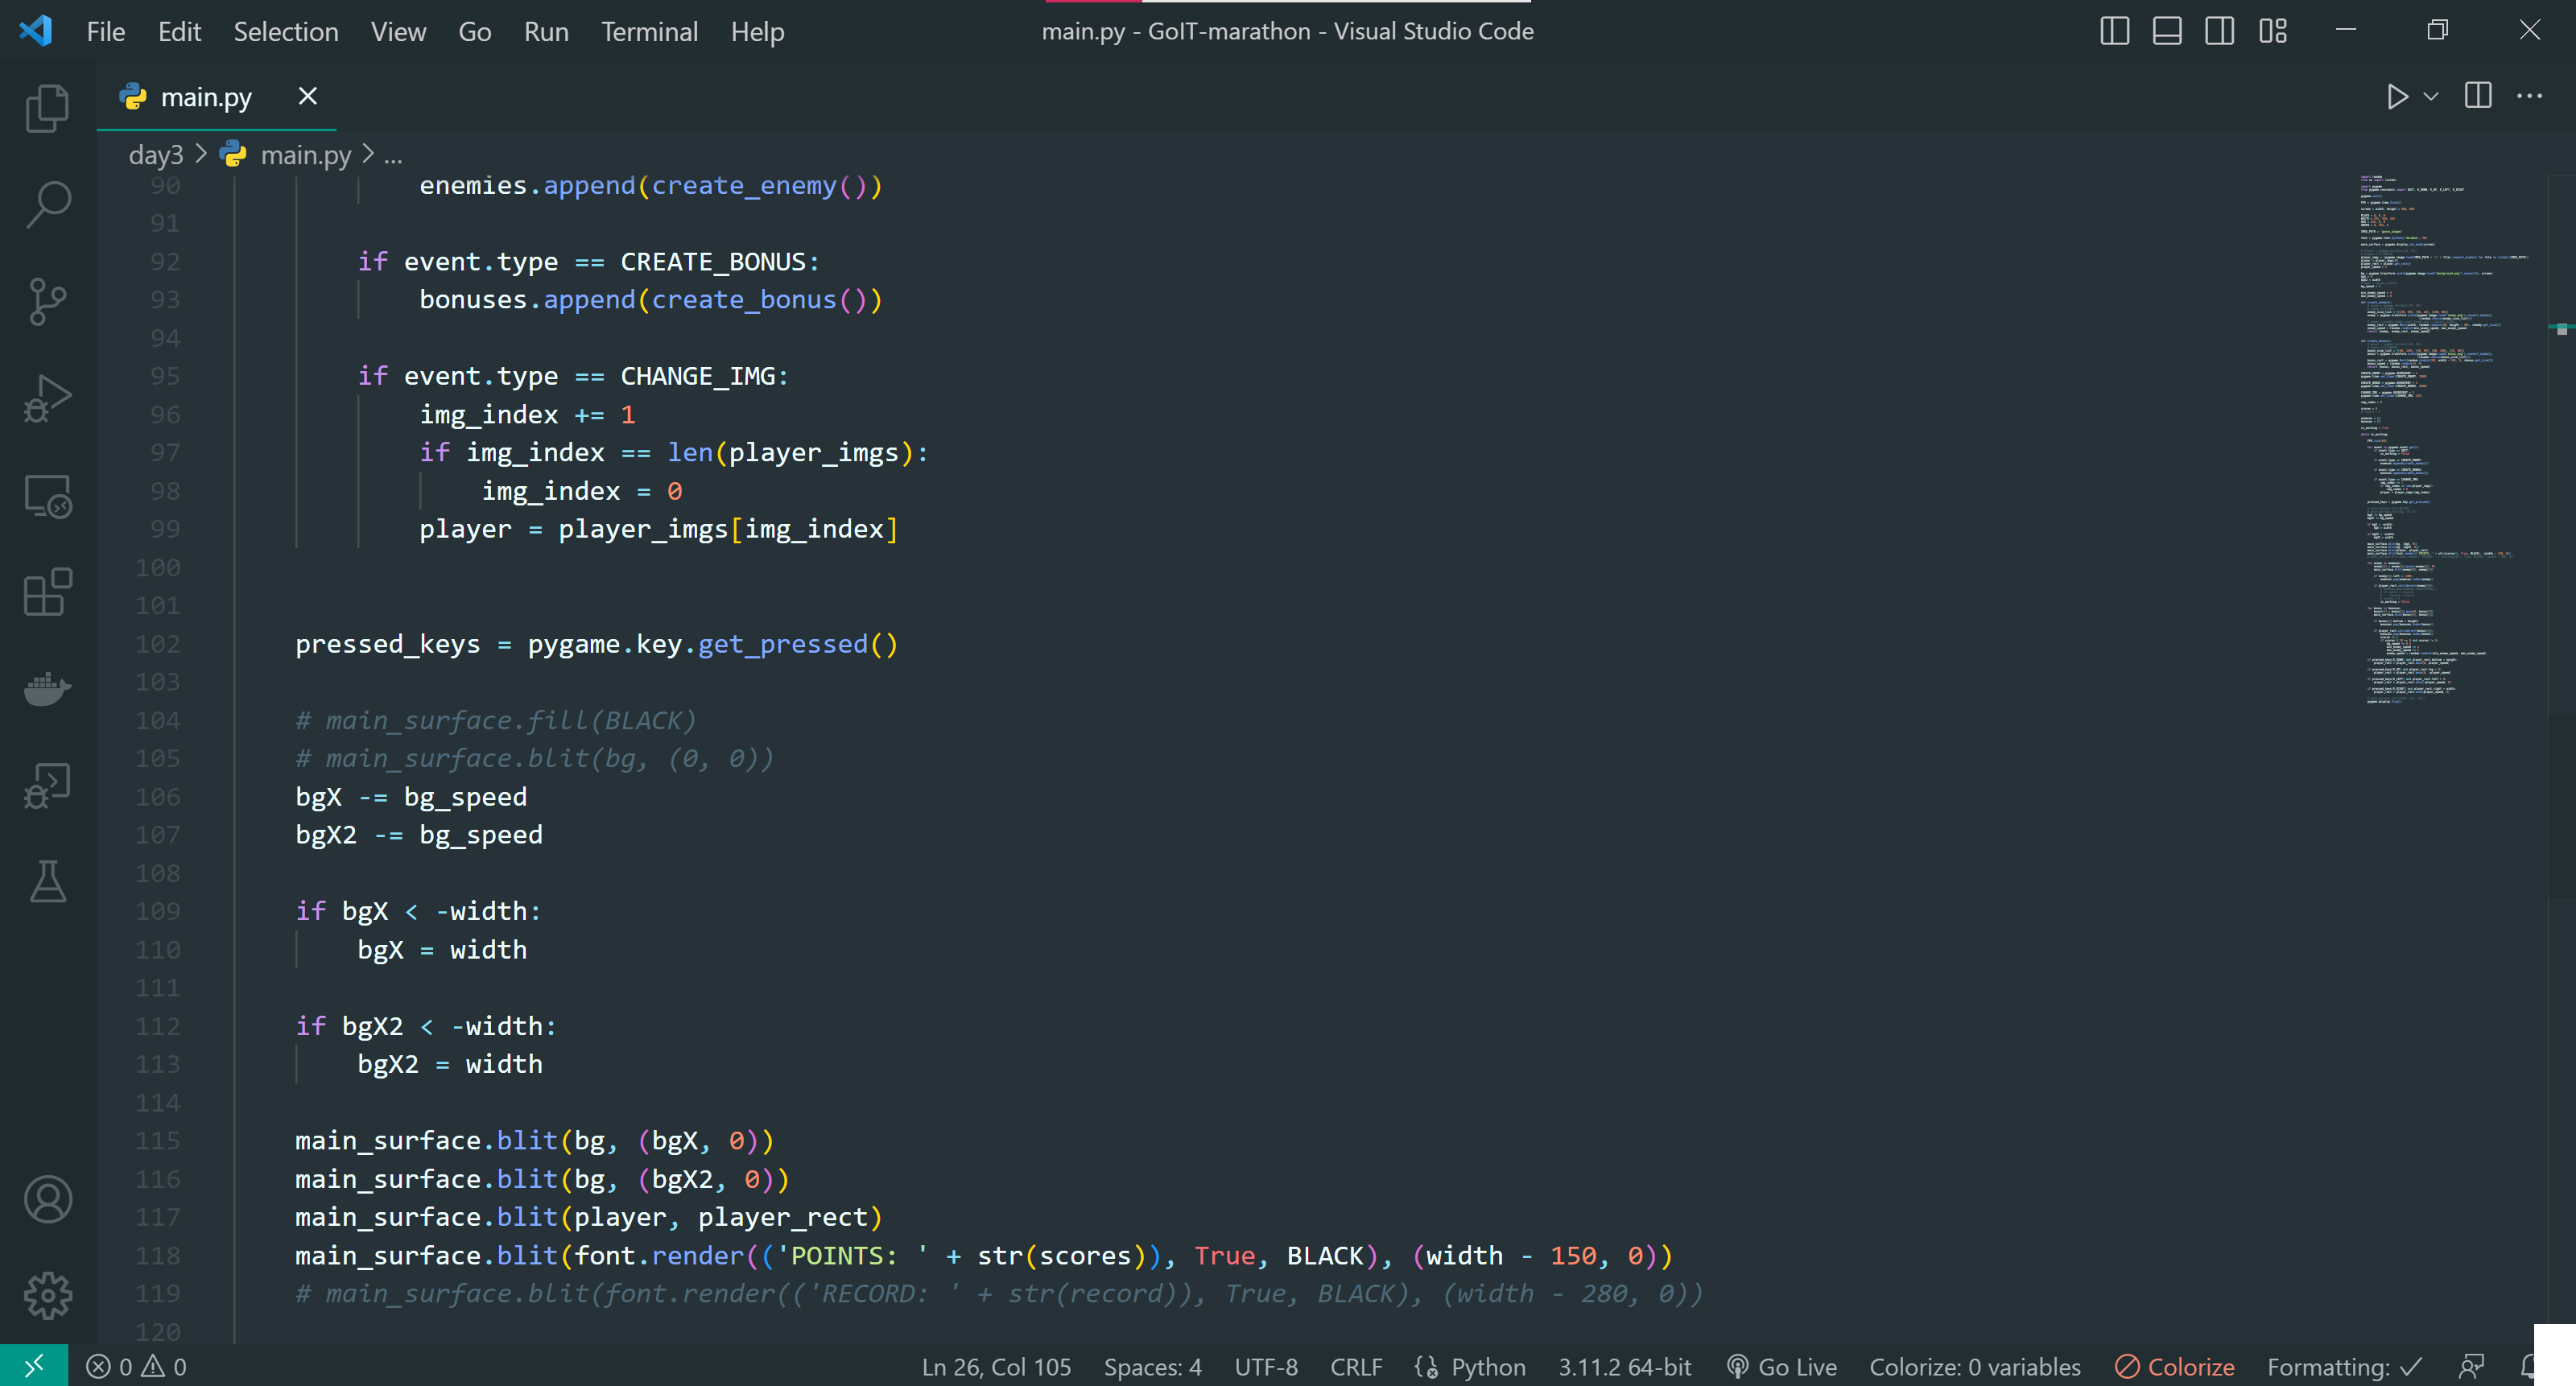 File Edit Selection View Go Run Terminal Help
main.py - GoIT-marathon - Visual Studio Code
main.py
day3 > main.py > ...
90 enemies.append(create_enemy())
91
92 if event.type == CREATE_BONUS:
93 bonuses.append(create_bonus())
94
95 if event.type == CHANGE_IMG:
96 img_index += 1
97 if img_index == len(player_imgs):
98 img_index = 0
99 player = player_imgs[img_index]
100
101
102 pressed_keys = pygame.key.get_pressed()
103
104 # main_surface.fill(BLACK)
105 # main_surface.blit(bg, (0, 0))
106 bgX -= bg_speed
107 bgX2 -= bg_speed
108
109 if bgX < -width:
110 bgX = width
111
112 if bgX2 < -width:
113 bgX2 = width
114
115 main_surface.blit(bg, (bgX, 0))
116 main_surface.blit(bg, (bgX2, 0))
117 main_surface.blit(player, player_rect)
118 main_surface.blit(font.render(('POINTS: ' + str(scores)), True, BLACK), (width - 150, 0))
119 # main_surface.blit(font.render(('RECORD: ' + str(record)), True, BLACK), (width - 280, 0))
120
0 0 Ln 26, Col 105 Spaces: 4 UTF-8 CRLF Python 3.11.2 64-bit Go Live Colorize: 0 variables Colorize Formatting: